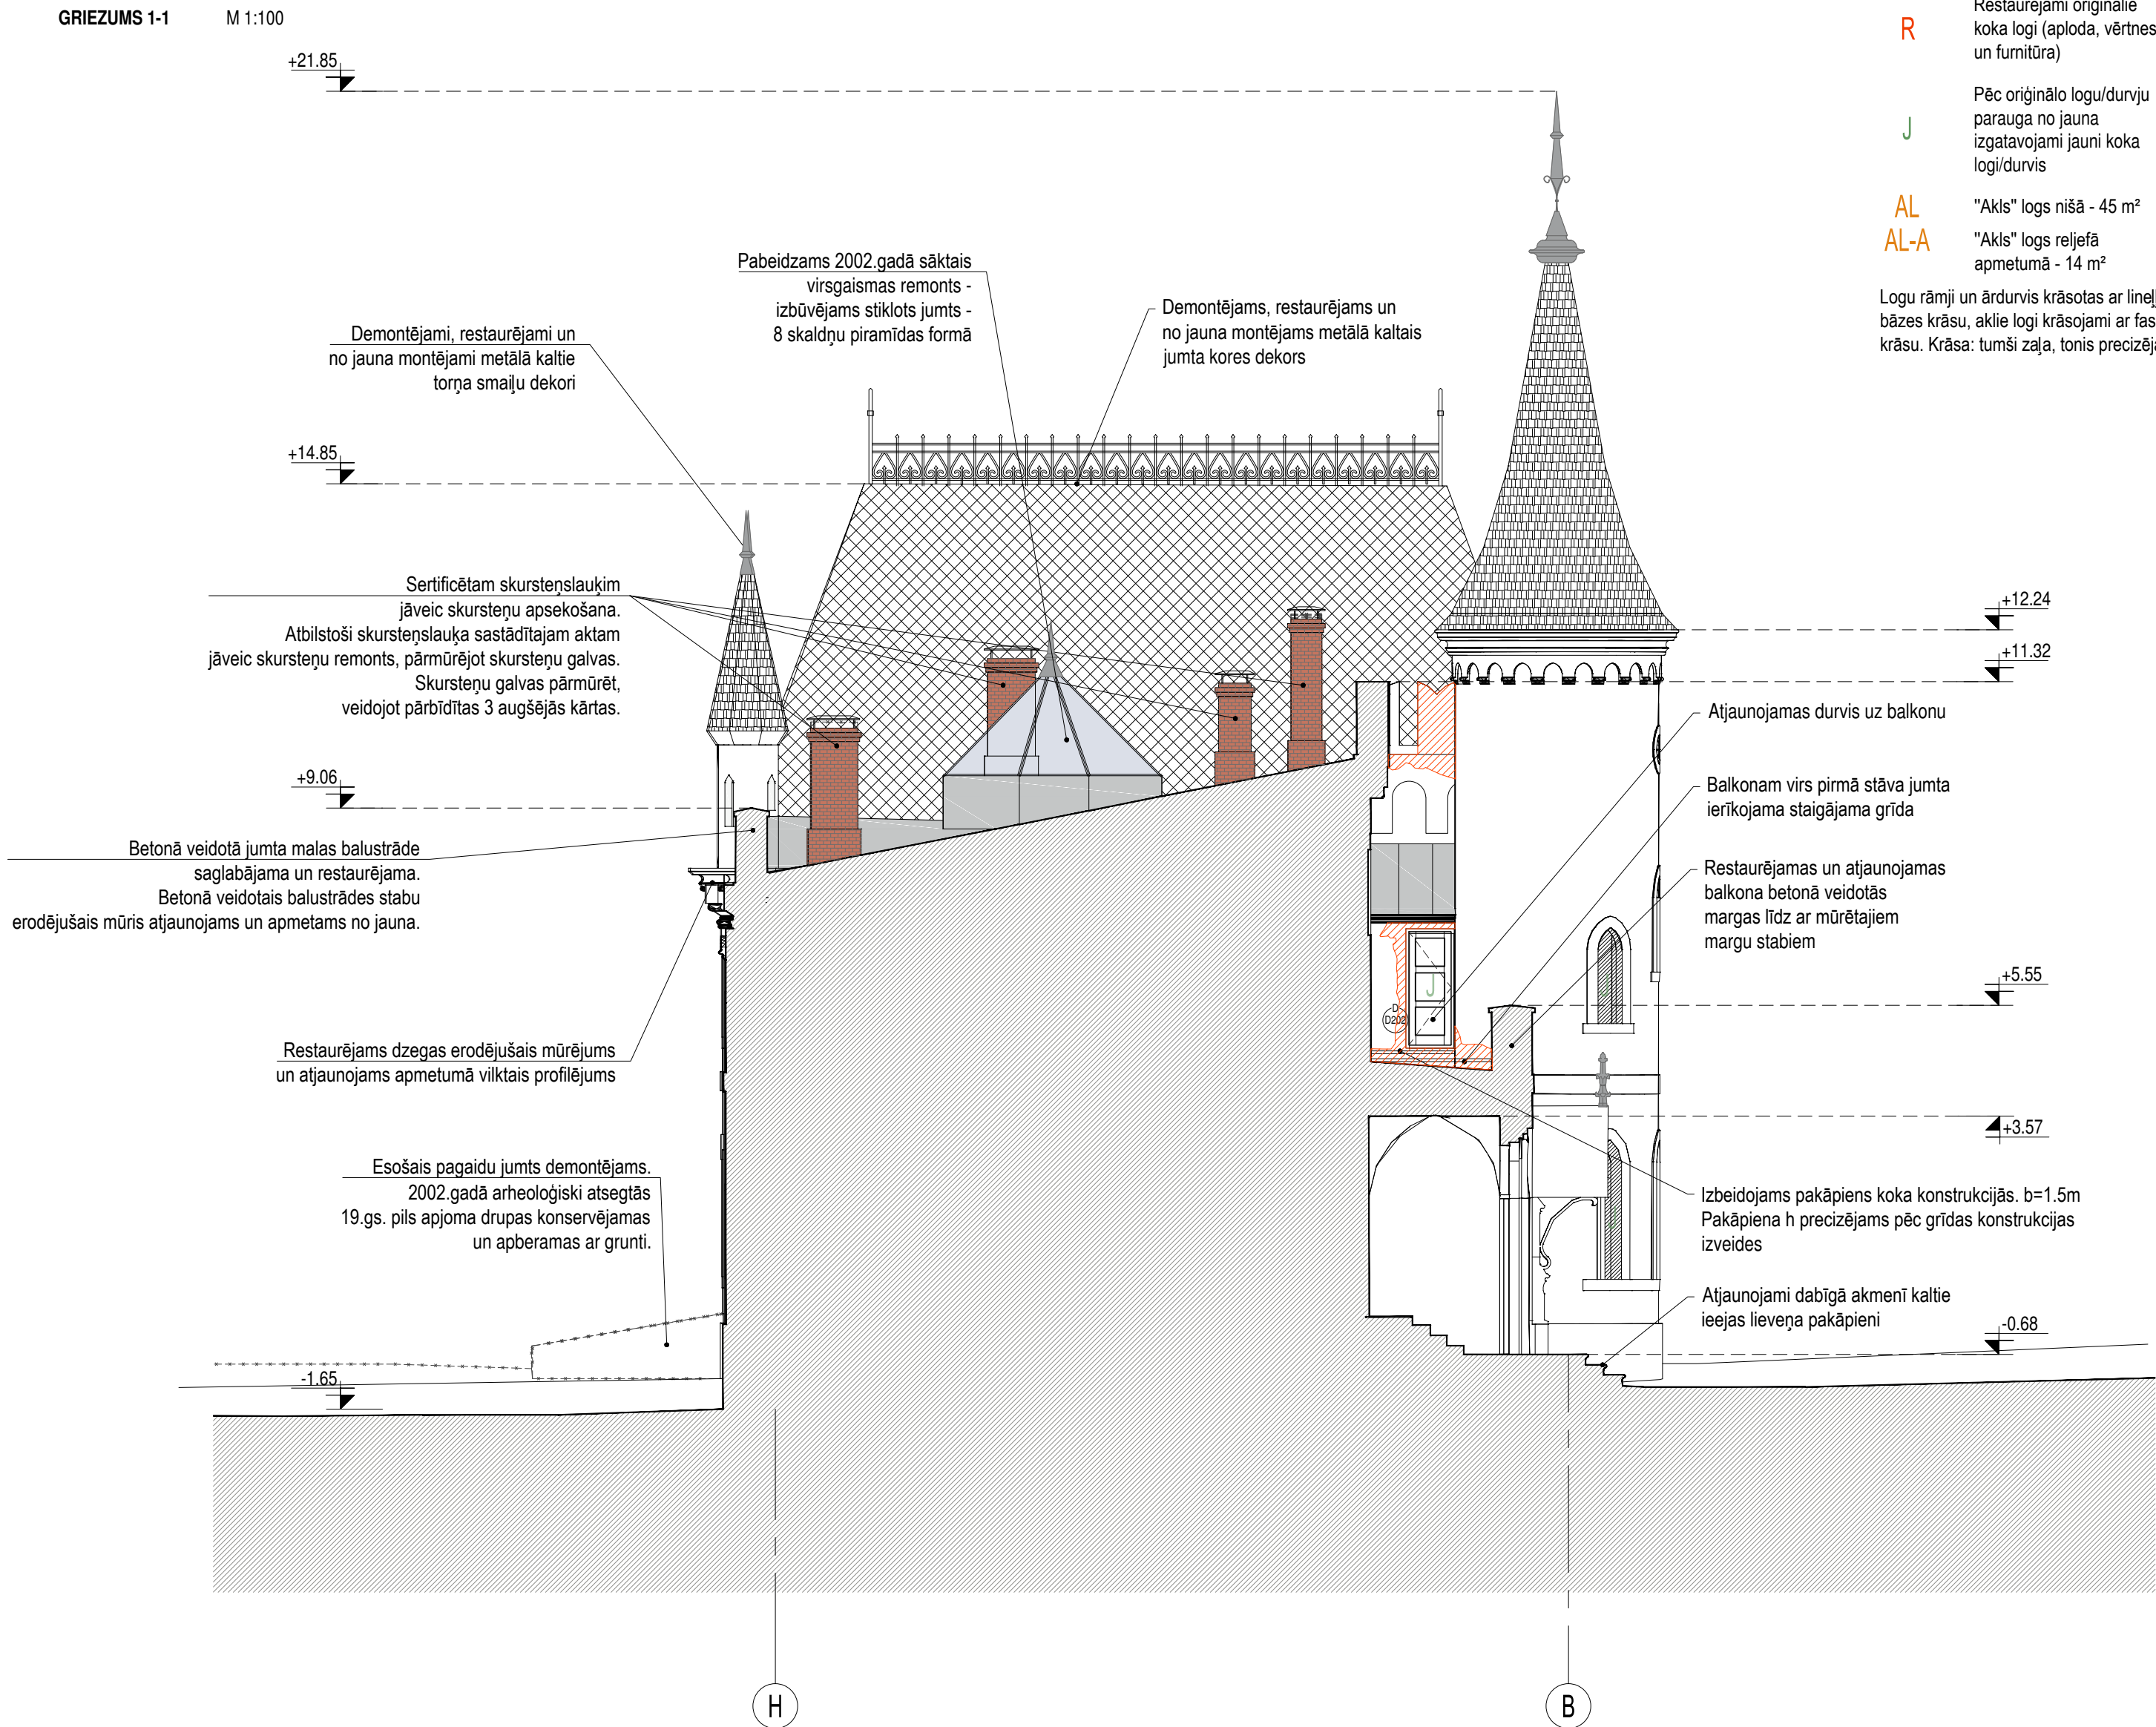 GRIEZUMS 1-1 M 1:100
Restaurējami oriģinālie
R
koka logi (aploda, vērtnes
un furnitūra)
+21.85
Pēc oriģinālo logu/durvju
parauga no jauna
J
izgatavojami jauni koka
logi/durvis
AL
"Akls" logs nišā - 45 m²
AL-A
"Akls" logs reljefā
apmetumā - 14 m²
Logu rāmji un ārdurvis krāsotas ar
bāzes krāsu, aklie logi krāsojami ar
krāsu. Krāsa: tumši zaļa, tonis
Pabeidzams 2002.gadā sāktais
virsgaismas remonts -
izbūvējams stiklots jumts -
8 skaldņu piramīdas formā
Demontējams, restaurējams un
no jauna montējams metālā kaltais
jumta kores dekors
Demontējami, restaurējami un
no jauna montējami metālā kaltie
torņa smaiļu dekori
+14.85
Sertificētam skursteņslauķim
jāveic skursteņu apsekošana.
Atbilstoši skursteņslauķa sastādītajam aktam
jāveic skursteņu remonts, pārmūrējot skursteņu galvas.
Skursteņu galvas pārmūrēt,
veidojot pārbīdītas 3 augšējās kārtas.
+12.24
+11.32
Atjaunojamas durvis uz balkonu
+9.06
Balkonam virs pirmā stāva jumta
ierīkojama staigājama grīda
Betonā veidotā jumta malas balustrāde
saglabājama un restaurējama.
Betonā veidotais balustrādes stabu
erodējušais mūris atjaunojams un apmetams no jauna.
Restaurējamas un atjaunojamas
balkona betonā veidotās
margas līdz ar mūrētajiem
margu stabiem
+5.55
J
D
D202
Restaurējams dzegas erodējušais mūrējums
un atjaunojams apmetumā vilktais profilējums
+3.57
Esošais pagaidu jumts demontējams.
2002.gadā arheoloģiski atsegtās
19.gs. pils apjoma drupas konservējamas
un apberamas ar grunti.
Izbeidojams pakāpiens koka konstrukcijās. b=1.5m
Pakāpiena h precizējams pēc grīdas konstrukcijas
izveides
Atjaunojami dabīgā akmenī kaltie
ieejas lieveņa pakāpieni
-0.68
-1.65
H
B